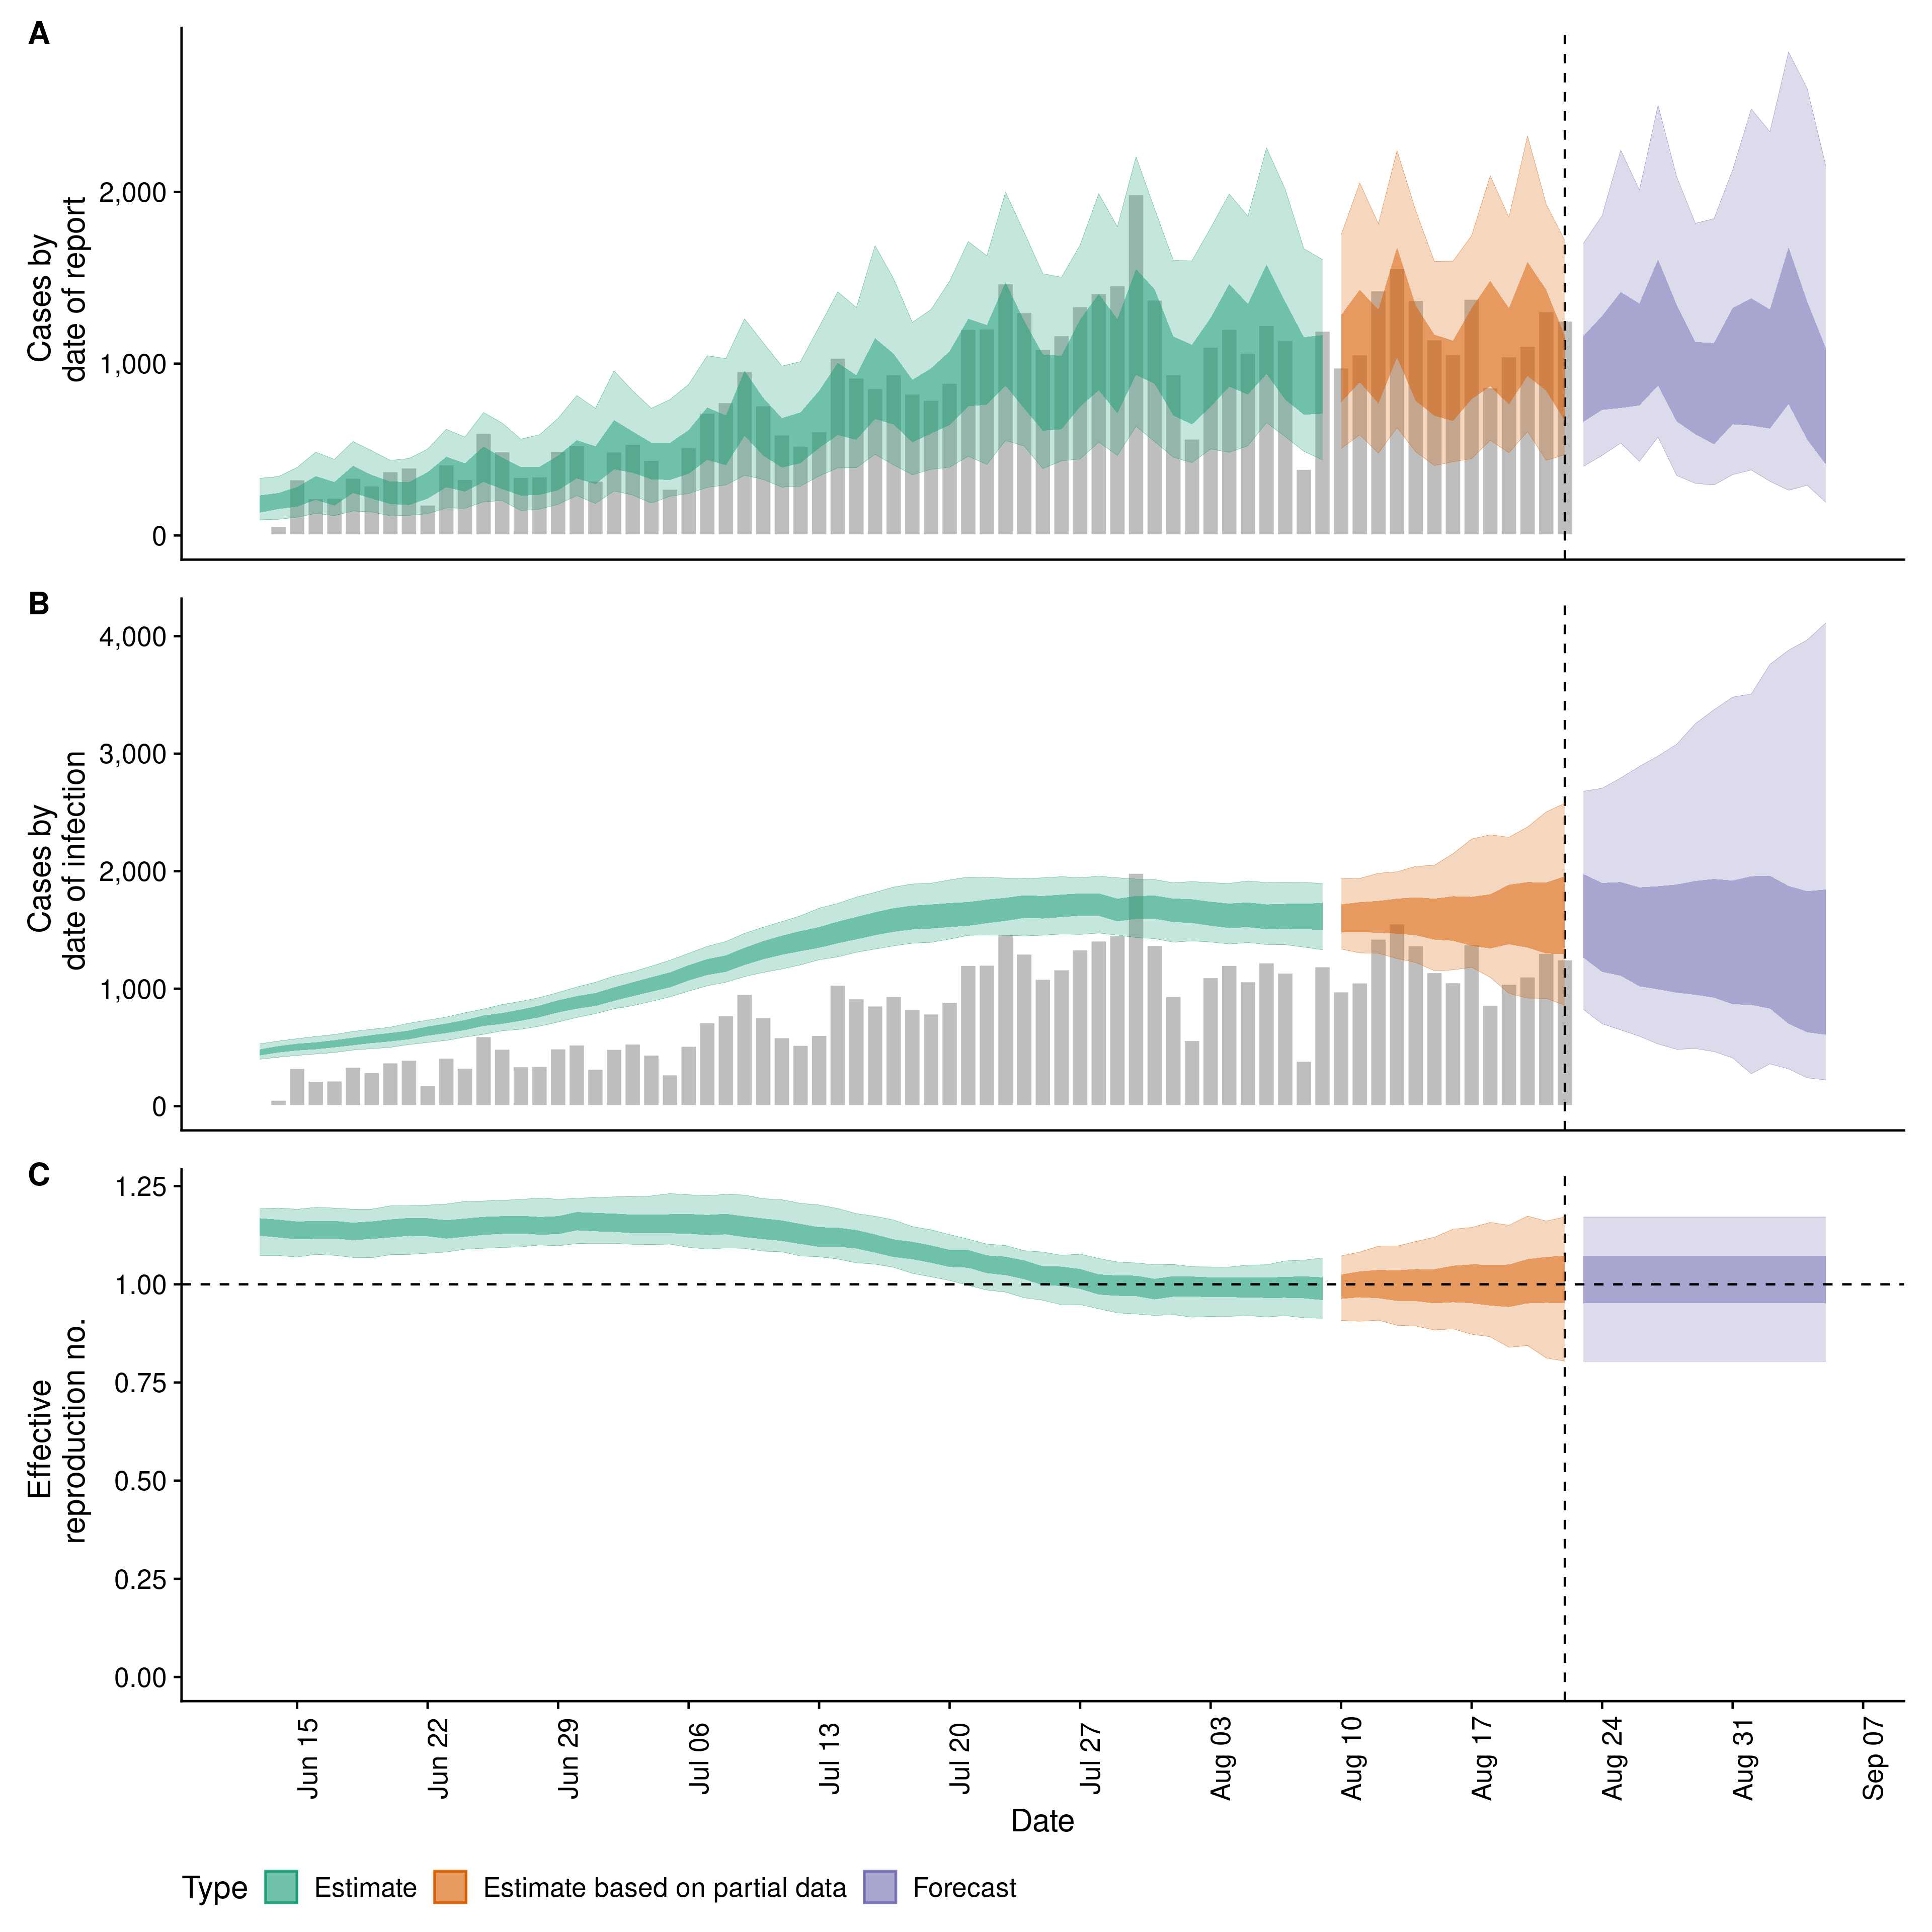 A
Cases by
date of report
2,000
1,000
0
B
Cases by
date of infection
4,000
3,000
2,000
1,000
0
C
Effective
reproduction no.
1.25
1.00
0.75
0.50
0.25
0.00
Jun 15
Jun 22
Jun 29
Jul 06
Jul 13
Jul 20
Jul 27
Aug 03
Aug 10
Aug 17
Aug 24
Aug 31
Sep 07
Date
Type Estimate Estimate based on partial data Forecast